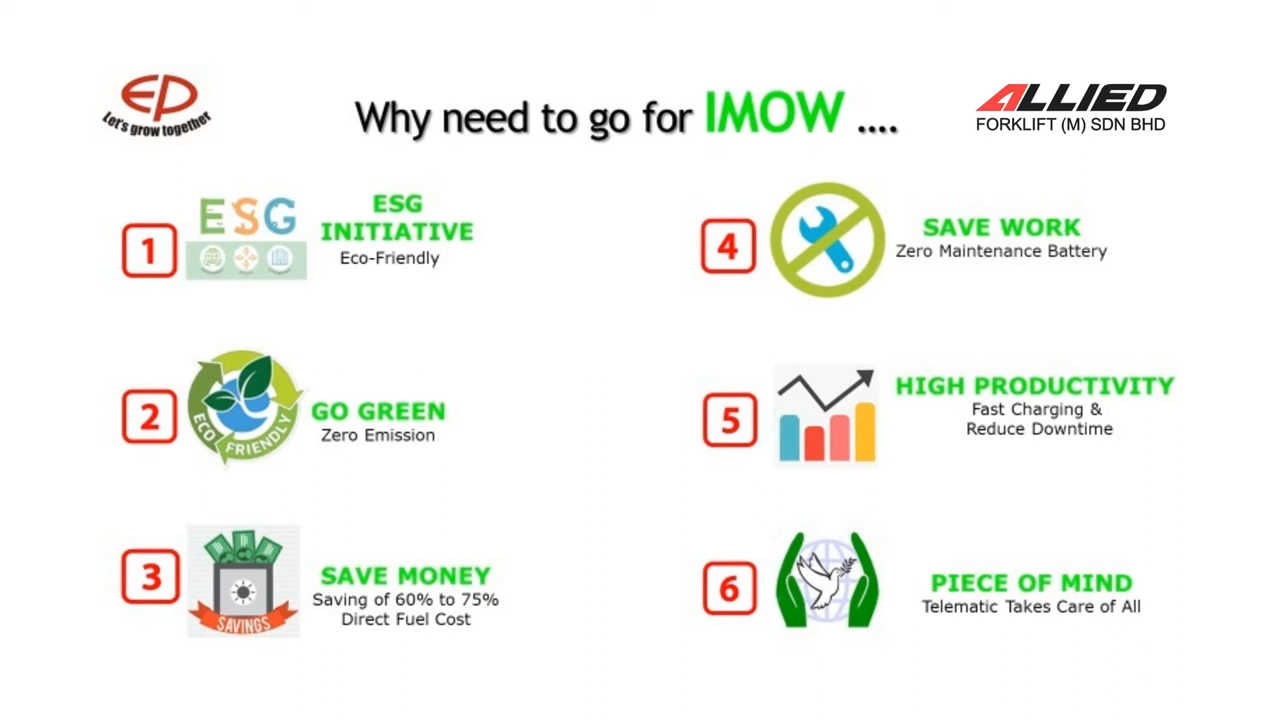 EP
Let's grow together
Why need to go for IMOW ....
ALLIED
FORKLIFT (M) SDN BHD
1
ESG
ESG
INITIATIVE
Eco-Friendly
2
ECO FRIENDLY
GO GREEN
Zero Emission
3
SAVINGS
SAVE MONEY
Saving of 60% to 75%
Direct Fuel Cost
4
SAVE WORK
Zero Maintenance Battery
5
HIGH PRODUCTIVITY
Fast Charging &
Reduce Downtime
6
PIECE OF MIND
Telematic Takes Care of All